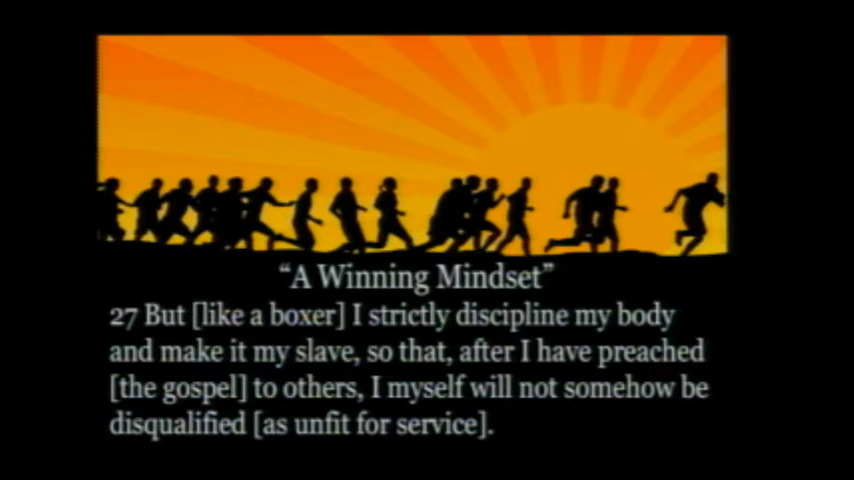 “A Winning Mindset”
27 But [like a boxer] I strictly discipline my body
and make it my slave, so that, after I have preached
[the gospel] to others, I myself will not somehow be
disqualified [as unfit for service].